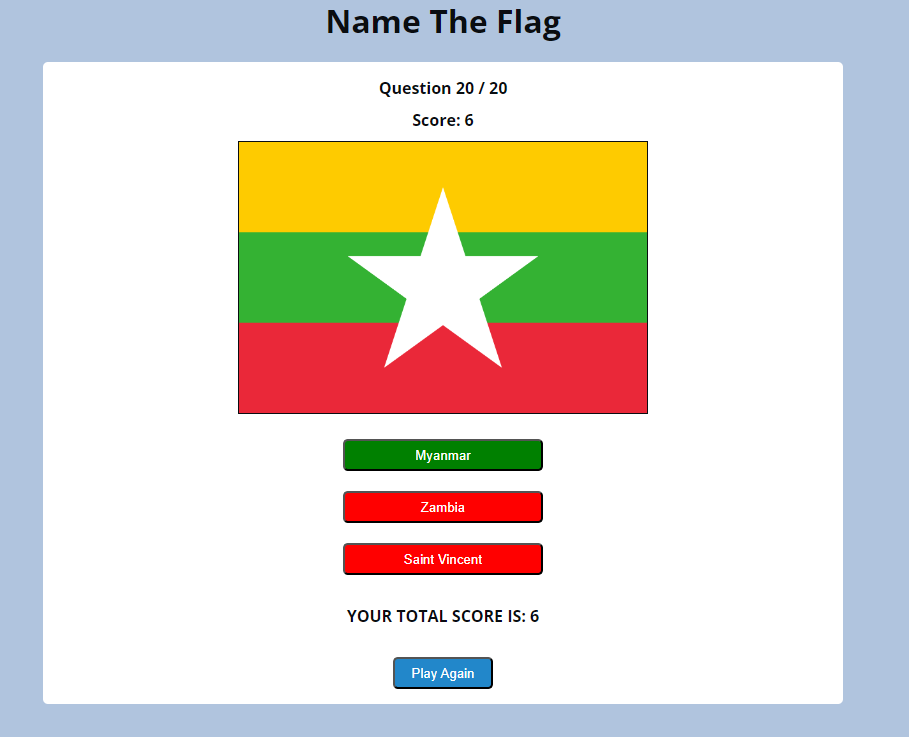 Name The Flag
Question 20 / 20
Score: 6
Myanmar
Zambia
Saint Vincent
YOUR TOTAL SCORE IS: 6
Play Again